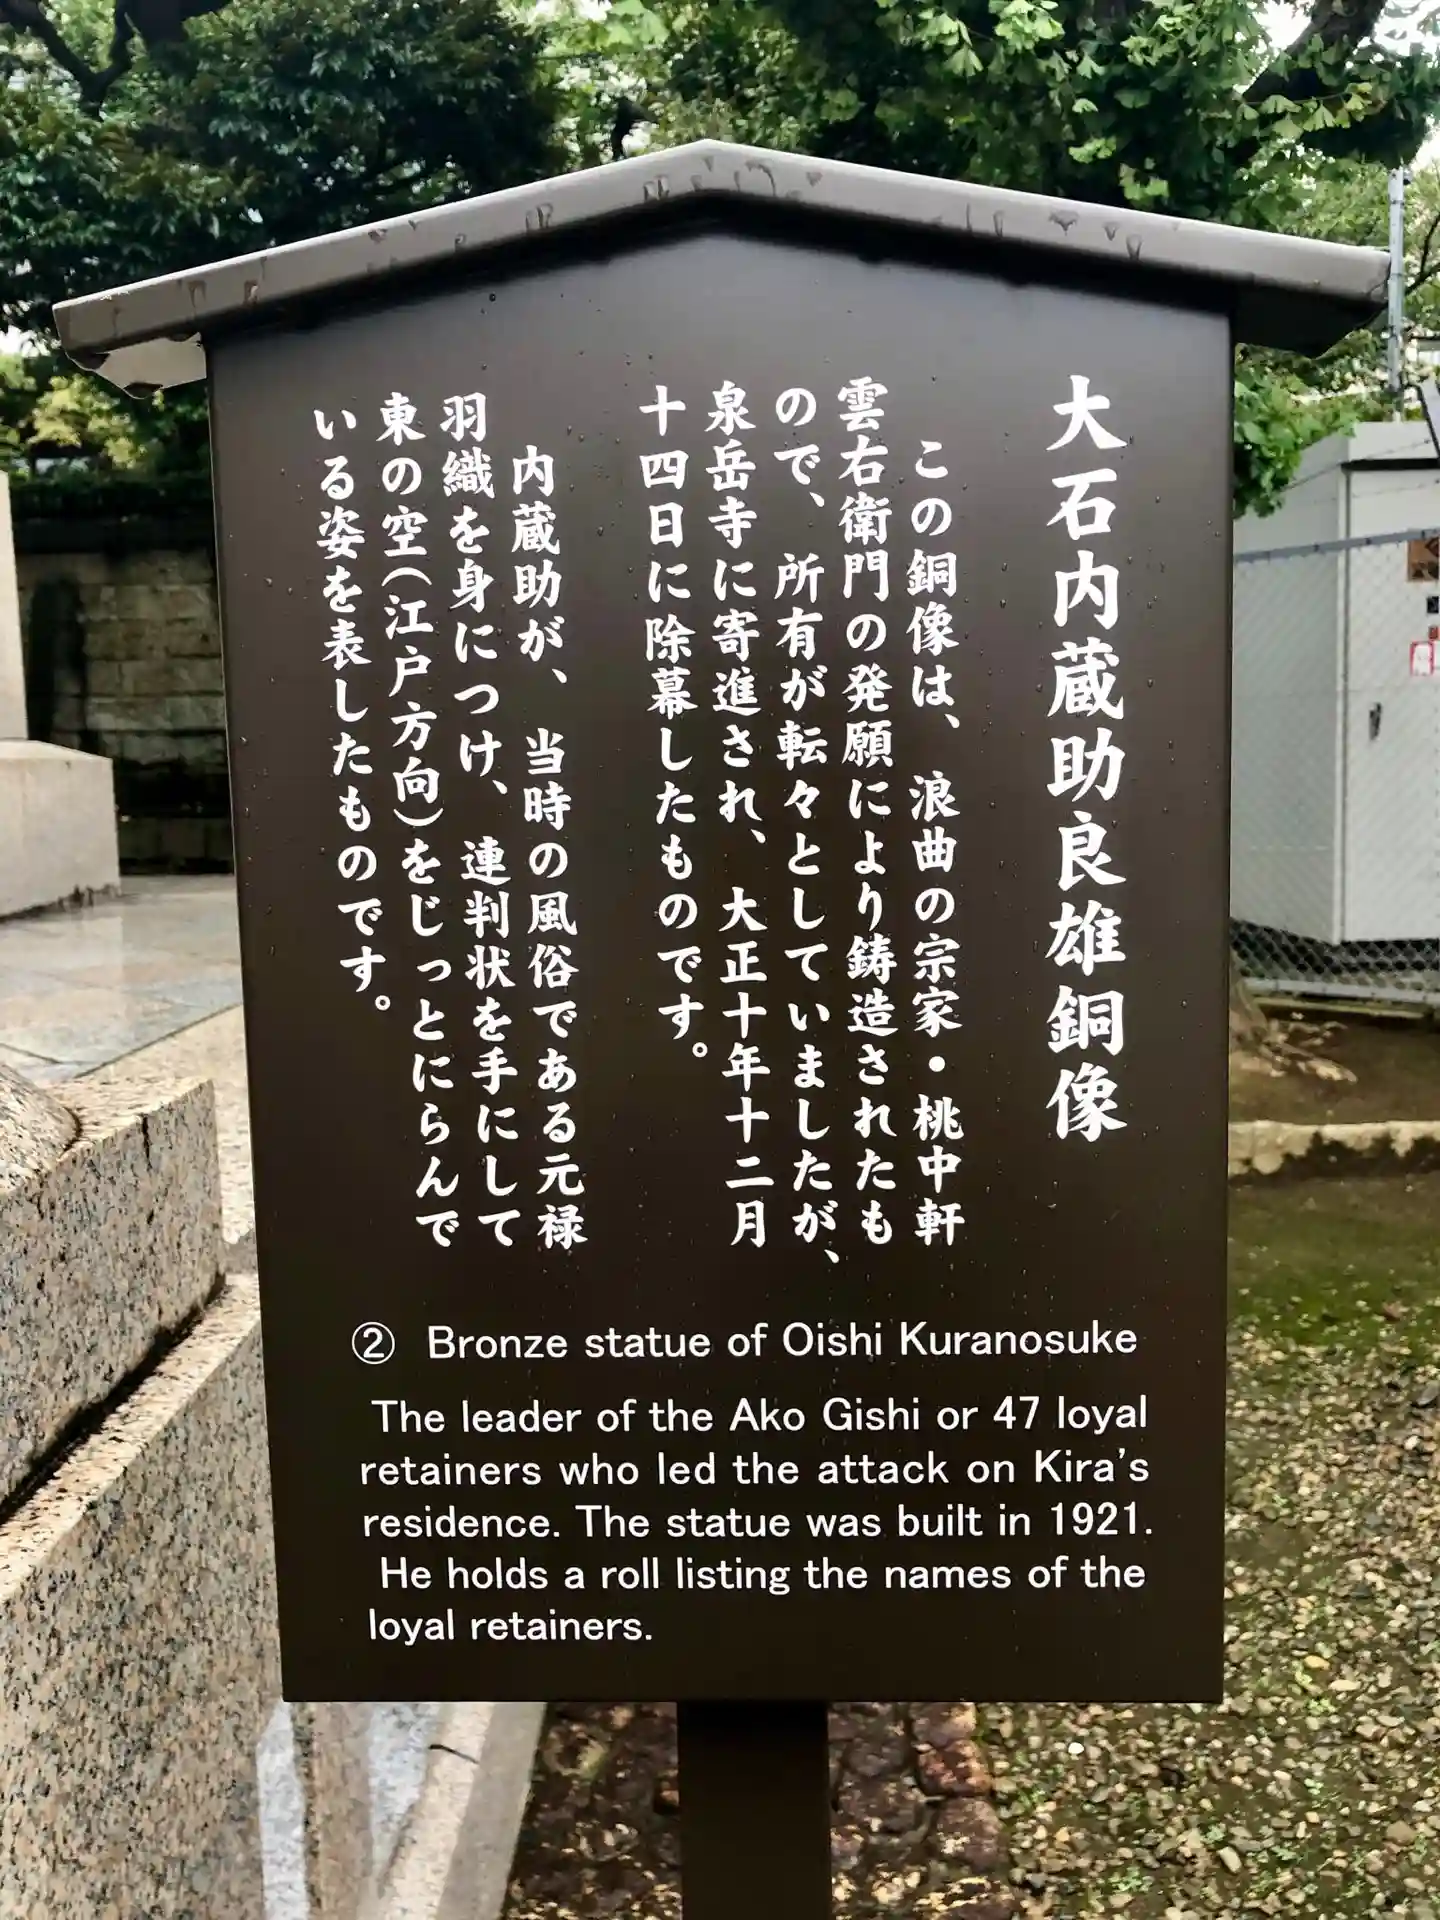 大石内蔵助良雄銅像
この銅像は、浪曲の宗家・桃中軒
雲右衛門の発願により鋳造されたも
ので、所有が転々としていましたが、
泉岳寺に寄進され、大正十年十二月
十四日に除幕したものです。
内蔵助が、当時の風俗である元禄
羽織を身につけ、連判状を手にして
東の空(江戸方向)をじっとにらんで
いる姿を表したものです。
② Bronze statue of Oishi Kuranosuke
The leader of the Ako Gishi or 47 loyal
retainers who led the attack on Kira's
residence. The statue was built in 1921.
He holds a roll listing the names of the
loyal retainers.